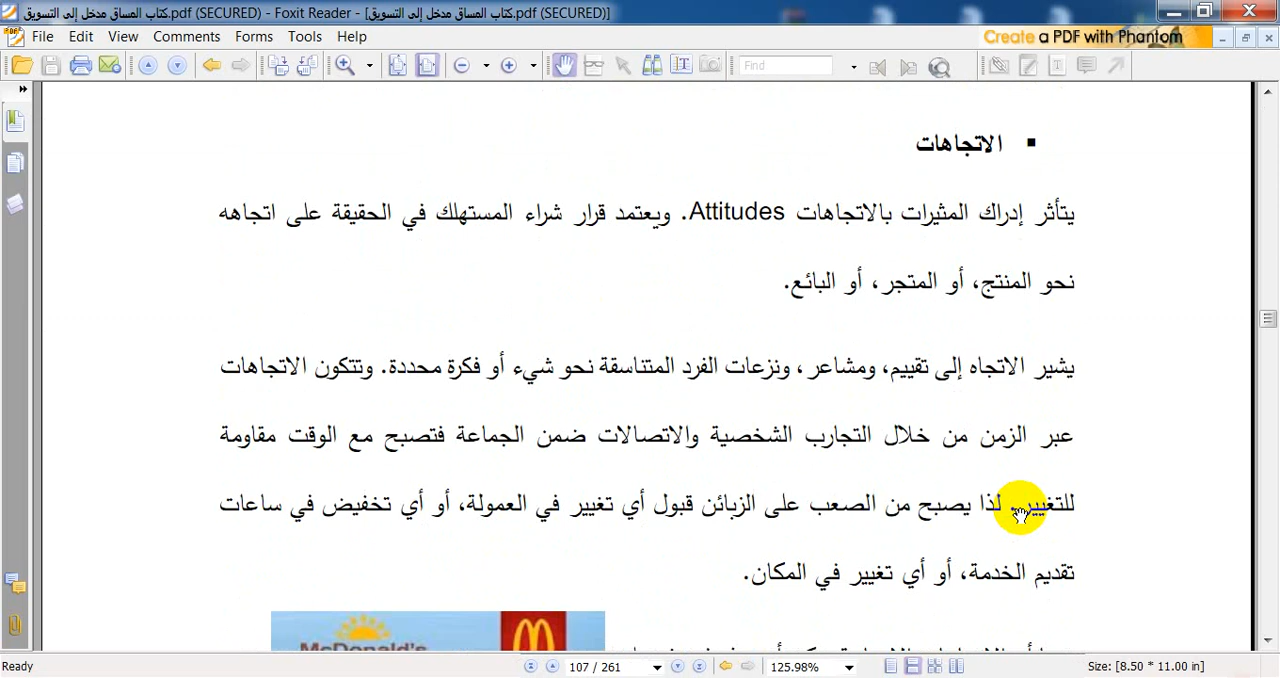 كتاب المساق مدخل إلى التسويق.pdf (SECURED) - Foxit Reader - [كتاب المساق مدخل إلى التسويق.pdf (SECURED)]
File Edit View Comments Forms Tools Help
Create a PDF with Phantom
Find
▪ الاتجاهات
يتأثر إدراك المثيرات بالاتجاهات Attitudes. ويعتمد قرار شراء المستهلك في الحقيقة على اتجاهه
نحو المنتج، أو المتجر، أو البائع.
يشير الاتجاه إلى تقييم، ومشاعر، ونزعات الفرد المتناسقة نحو شيء أو فكرة محددة. وتتكون الاتجاهات
عبر الزمن من خلال التجارب الشخصية والاتصالات ضمن الجماعة فتصبح مع الوقت مقاومة
للتغيير. لذا يصبح من الصعب على الزبائن قبول أي تغيير في العمولة، أو أي تخفيض في ساعات
تقديم الخدمة، أو أي تغيير في المكان.
McDonald's
Ready 107 / 261 125.98% Size: [8.50 * 11.00 in]